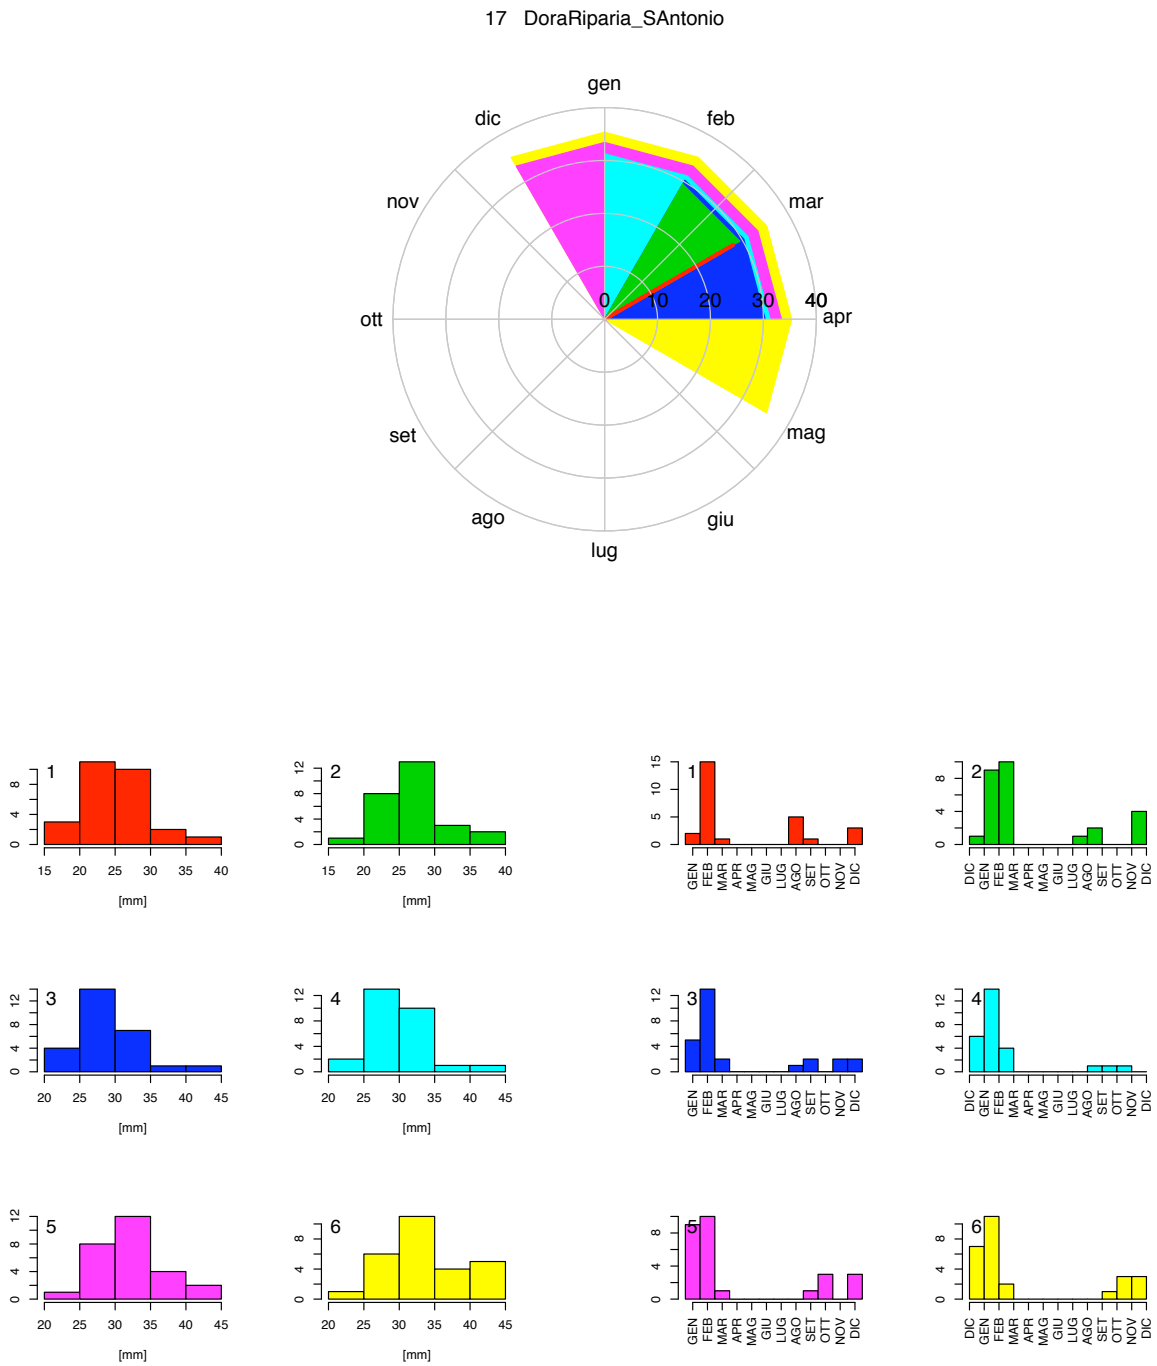 17 DoraRiparia_SAntonio
gen
dic feb
nov mar
0 10 20 30 40
ott apr
set mag
ago giu
lug
1
0 4 8
15 20 25 30 35 40
[mm]
2
0 4 8 12
15 20 25 30 35 40
[mm]
1
0 5 10 15
GEN FEB MAR APR MAG GIU LUG AGO SET OTT NOV DIC
2
0 4 8
DIC GEN FEB MAR APR MAG GIU LUG AGO SET OTT NOV DIC
3
0 4 8 12
20 25 30 35 40 45
[mm]
4
0 4 8 12
20 25 30 35 40 45
[mm]
3
0 4 8 12
GEN FEB MAR APR MAG GIU LUG AGO SET OTT NOV DIC
4
0 4 8 12
DIC GEN FEB MAR APR MAG GIU LUG AGO SET OTT NOV DIC
5
0 4 8 12
20 25 30 35 40 45
[mm]
6
0 4 8
20 25 30 35 40 45
[mm]
5
0 4 8
GEN FEB MAR APR MAG GIU LUG AGO SET OTT NOV DIC
6
0 4 8
DIC GEN FEB MAR APR MAG GIU LUG AGO SET OTT NOV DIC